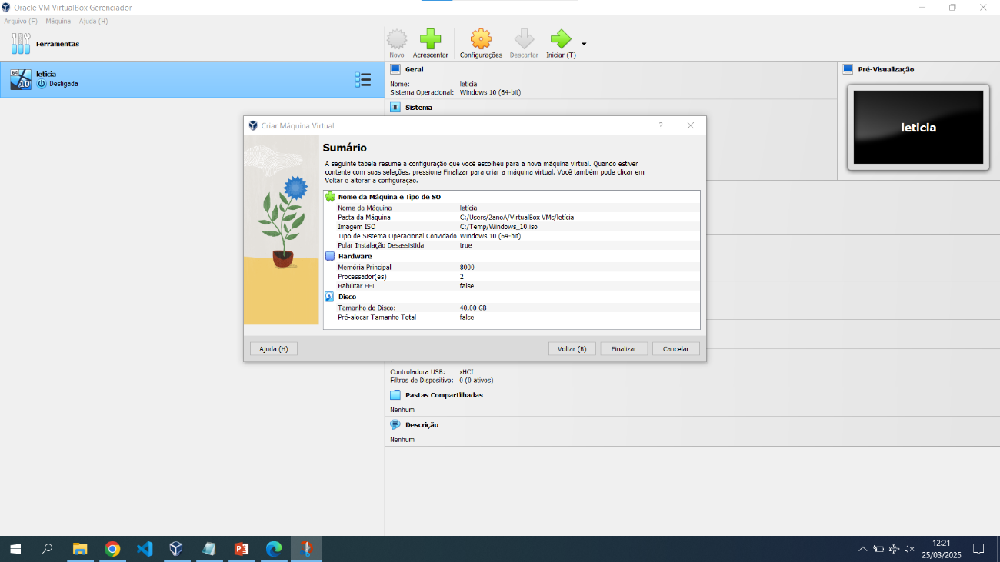 Oracle VM VirtualBox Gerenciador
Arquivo (F) Máquina Ajuda (H)
Ferramentas
Novo Acrescentar Configurações Descartar Iniciar (T)
64
10
leticia
Desligada
Geral
Nome: leticia
Sistema Operacional: Windows 10 (64-bit)
Sistema
Pré-Visualização
leticia
Criar Máquina Virtual
?
Sumário
A seguinte tabela resume a configuração que você escolheu para a nova máquina virtual. Quando estiver
contente com suas seleções, pressione Finalizar para criar a máquina virtual. Você também pode clicar em
Voltar e alterar a configuração.
Nome da Máquina e Tipo de SO
Nome da Máquina letícia
Pasta da Máquina C:/Users/2anoA/VirtualBox VMs/letícia
Imagem ISO C:/Temp/Windows_10.iso
Tipo de Sistema Operacional Convidado Windows 10 (64-bit)
Pular Instalação Desassistida true
Hardware
Memória Principal 8000
Processador(es) 2
Habilitar EFI false
Disco
Tamanho do Disco: 40,00 GB
Pré-alocar Tamanho Total false
Ajuda (H) Voltar (B) Finalizar Cancelar
Controladora USB: xHCI
Filtros de Dispositivo: 0 (0 ativos)
Pastas Compartilhadas
Nenhum
Descrição
Nenhum
12:21
25/03/2025